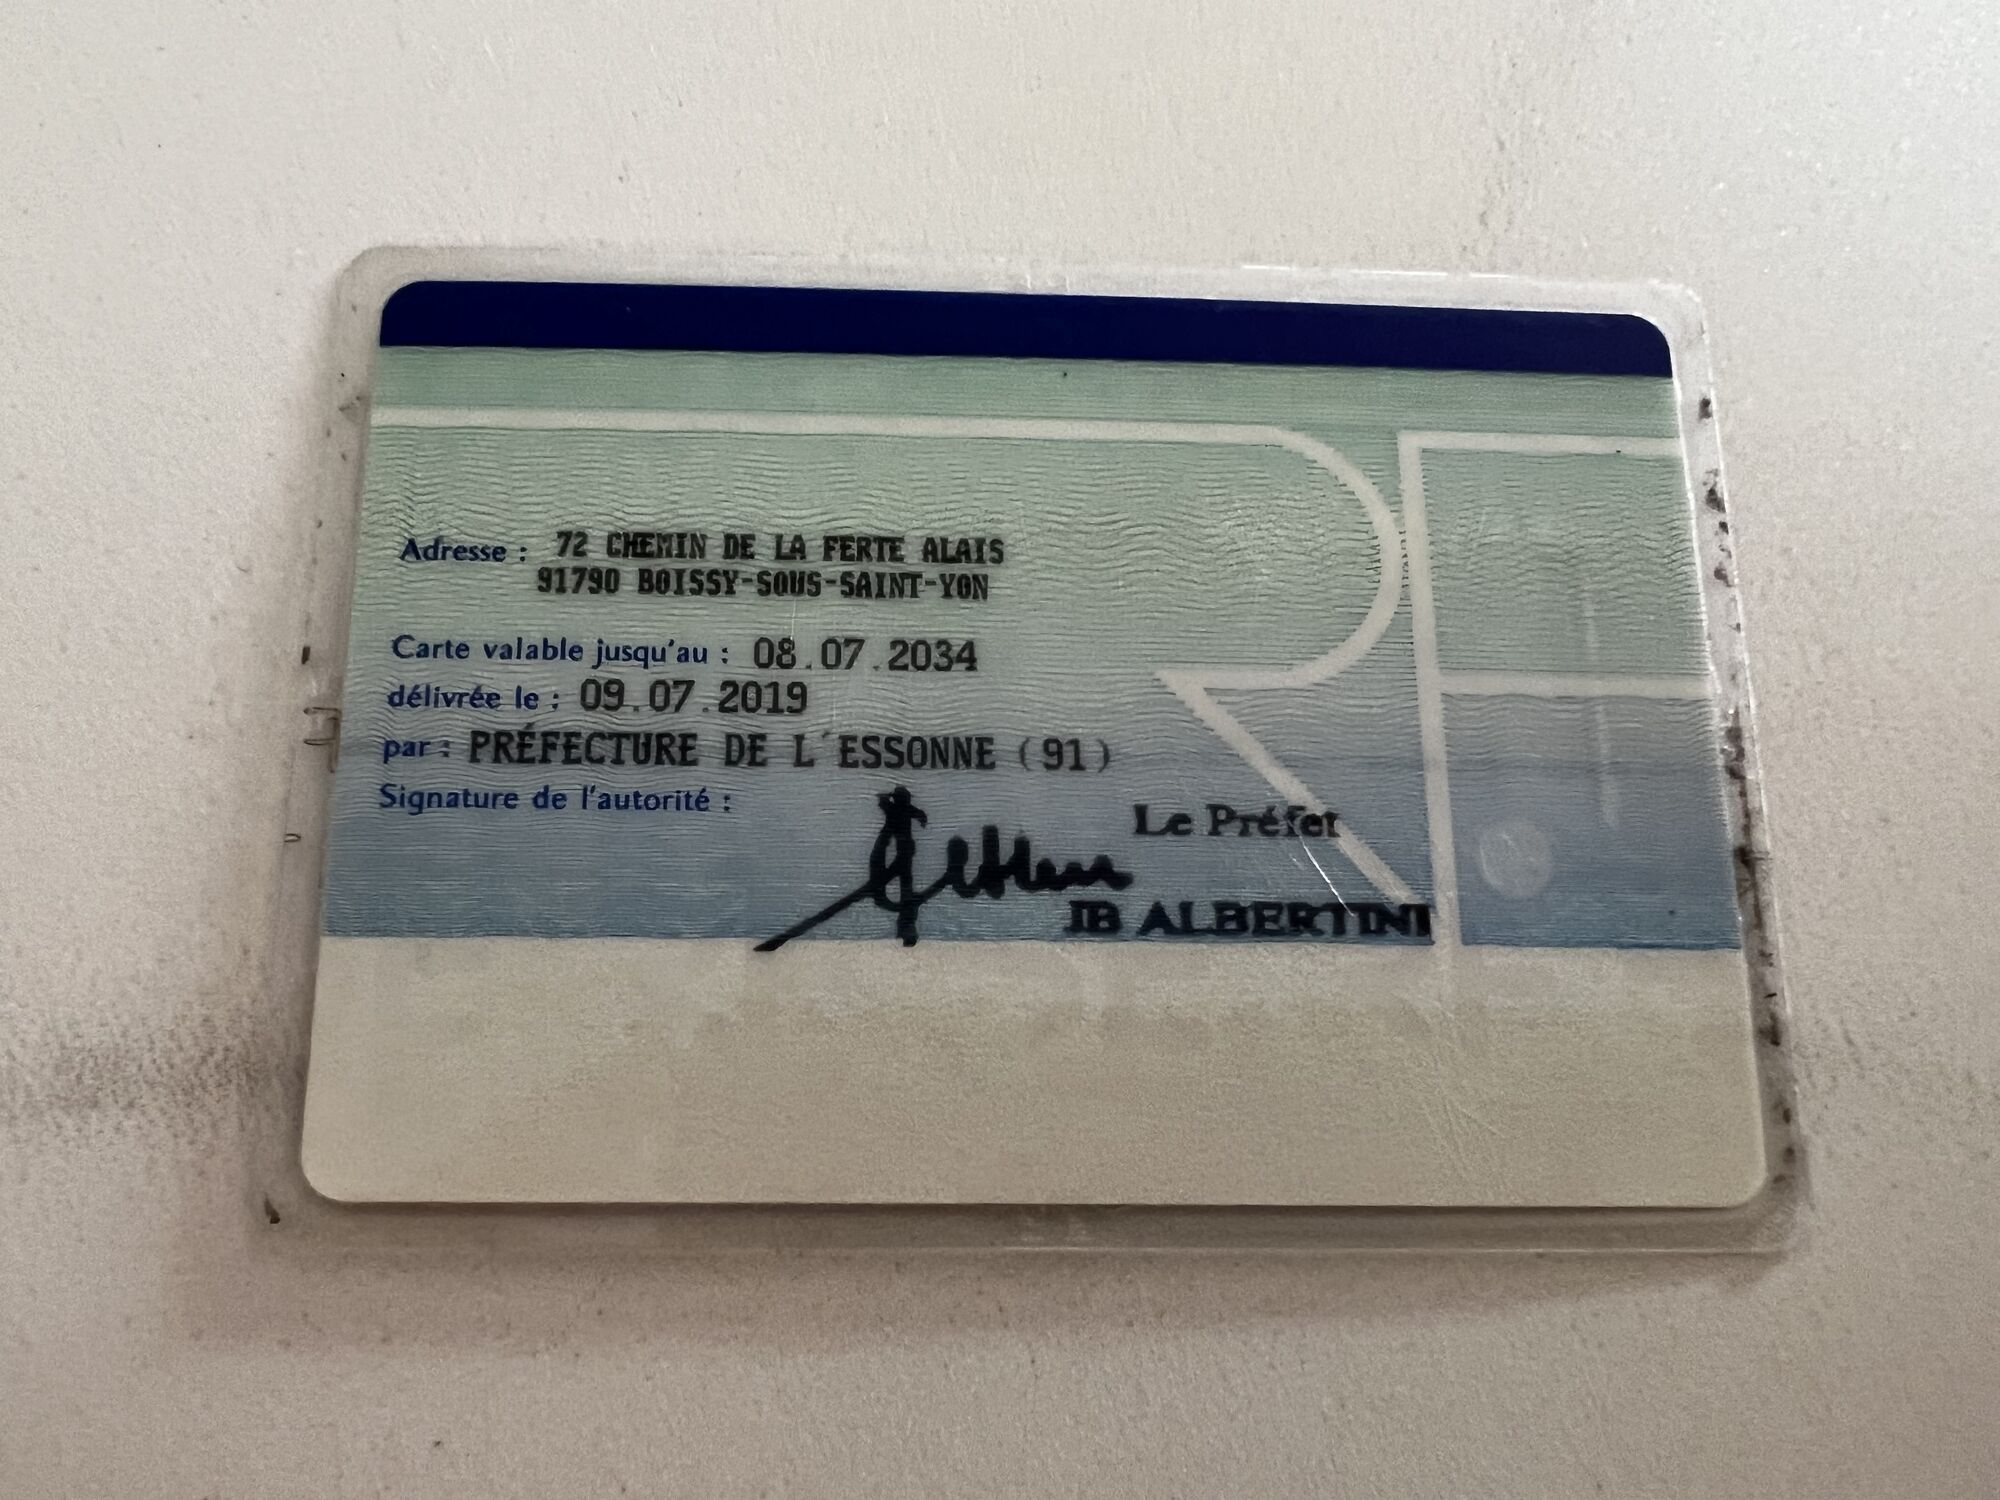 Adresse : 72 CHEMIN DE LA FERTE ALAIS
91790 BOISSY-SOUS-SAINT-YON
Carte valable jusqu'au : 08.07.2034
délivrée le : 09.07.2019
par : PRÉFECTURE DE L'ESSONNE (91)
Signature de l'autorité :
Le Préfet
JB ALBERTINI
RF